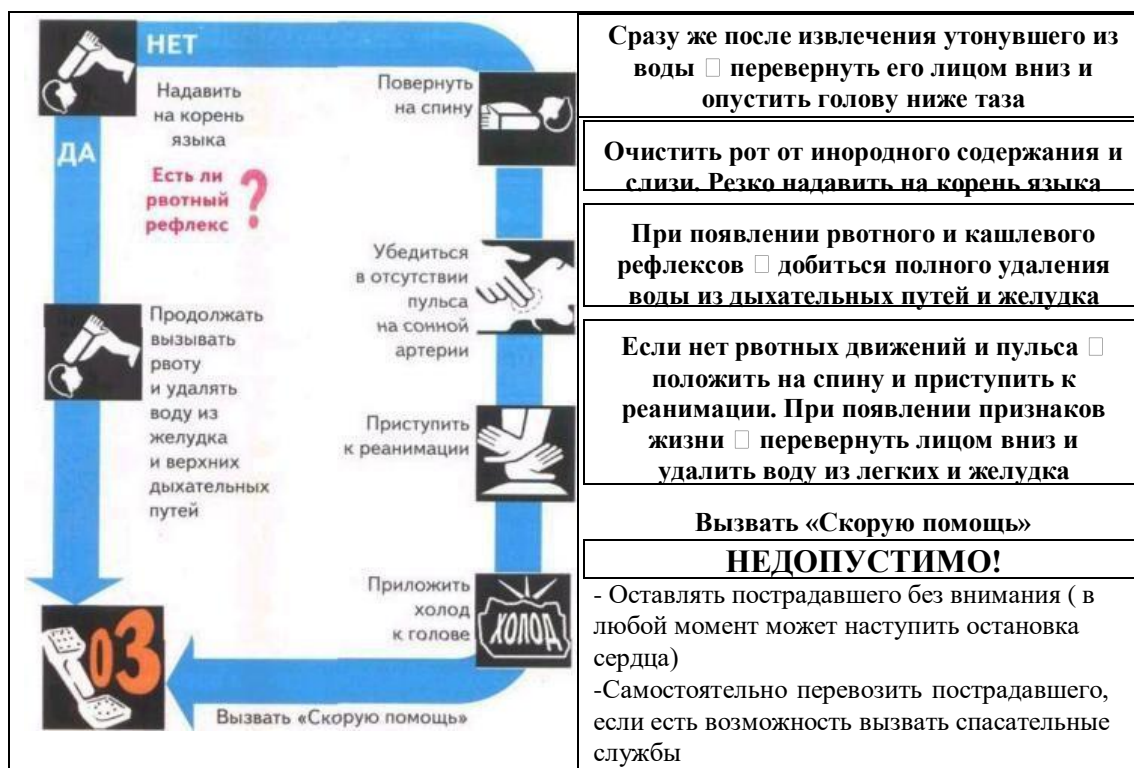 НЕТ
Надавить
на корень
языка
ДА
Есть ли
рвотный
рефлекс
?
Продолжать
вызывать
рвоту
и удалять
воду из
желудка
и верхних
дыхательных
путей
Повернуть
на спину
Убедиться
в отсутствии
пульса
на сонной
артерии
Приступить
к реанимации
Приложить
холод
к голове
ХОЛОД
03
Вызвать «Скорую помощь»
Сразу же после извлечения утонувшего из
воды □ перевернуть его лицом вниз и
опустить голову ниже таза
Очистить рот от инородного содержания и
слизи. Резко надавить на корень языка
При появлении рвотного и кашлевого
рефлексов □ добиться полного удаления
воды из дыхательных путей и желудка
Если нет рвотных движений и пульса □
положить на спину и приступить к
реанимации. При появлении признаков
жизни □ перевернуть лицом вниз и
удалить воду из легких и желудка
Вызвать «Скорую помощь»
НЕДОПУСТИМО!
- Оставлять пострадавшего без внимания ( в
любой момент может наступить остановка
сердца)
-Самостоятельно перевозить пострадавшего,
если есть возможность вызвать спасательные
службы